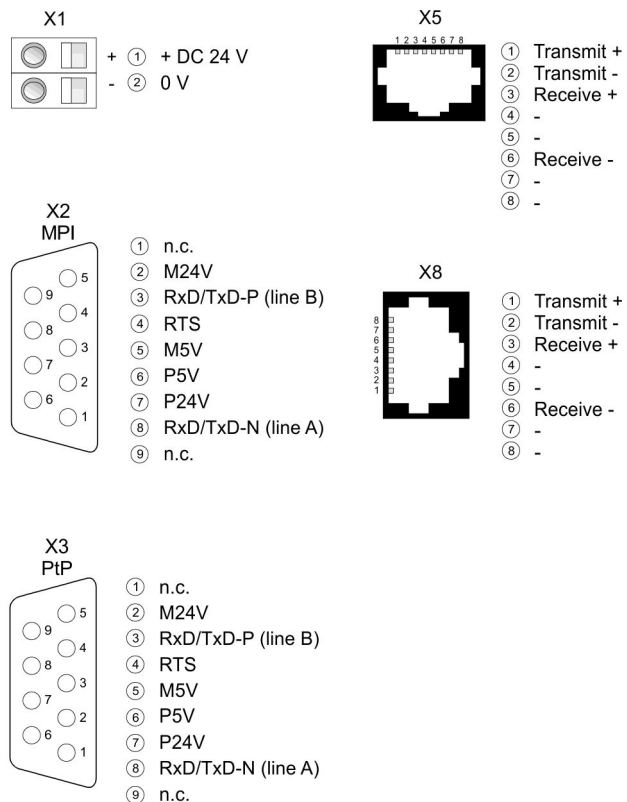 X1
+ 1 + DC 24 V
- 2 0 V
X5
1 2 3 4 5 6 7 8
1 Transmit +
2 Transmit -
3 Receive +
4 -
5 -
6 Receive -
7 -
8 -
X2
MPI
5
9
4
8
3
7
2
6
1
1 n.c.
2 M24V
3 RxD/TxD-P (line B)
4 RTS
5 M5V
6 P5V
7 P24V
8 RxD/TxD-N (line A)
9 n.c.
X8
8
7
6
5
4
3
2
1
1 Transmit +
2 Transmit -
3 Receive +
4 -
5 -
6 Receive -
7 -
8 -
X3
PtP
5
9
4
8
3
7
2
6
1
1 n.c.
2 M24V
3 RxD/TxD-P (line B)
4 RTS
5 M5V
6 P5V
7 P24V
8 RxD/TxD-N (line A)
9 n.c.